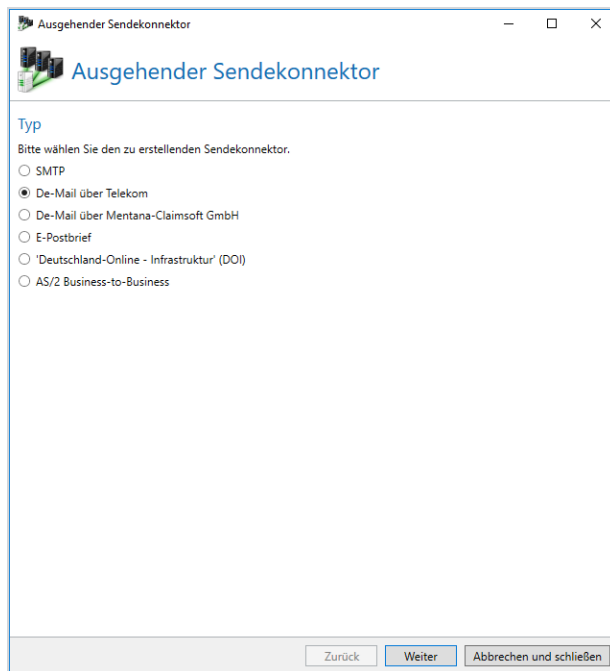 Ausgehender Sendekonnektor
Ausgehender Sendekonnektor
Typ
Bitte wählen Sie den zu erstellenden Sendekonnektor.
SMTP
De-Mail über Telekom
De-Mail über Mentana-Claimsoft GmbH
E-Postbrief
'Deutschland-Online - Infrastruktur' (DOI)
AS/2 Business-to-Business
Zurück Weiter Abbrechen und schließen